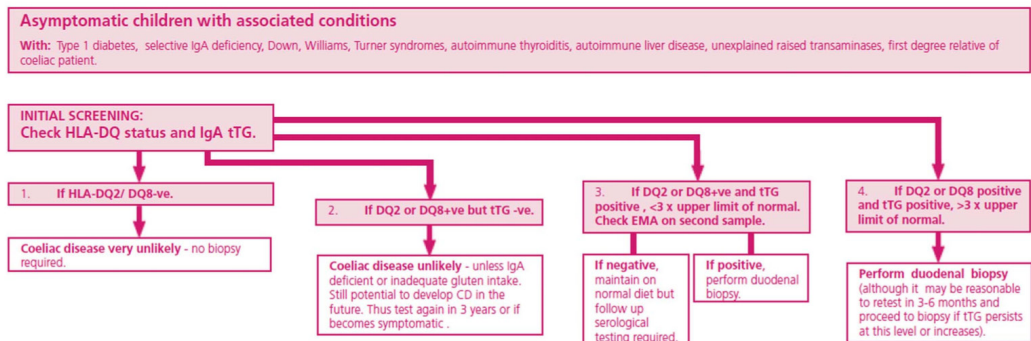 Asymptomatic children with associated conditions
With: Type 1 diabetes, selective IgA deficiency, Down, Williams, Turner syndromes, autoimmune thyroiditis, autoimmune liver disease, unexplained raised transaminases, first degree relative of
coeliac patient.
INITIAL SCREENING:
Check HLA-DQ status and IgA tTG.
1. If HLA-DQ2/ DQ8-ve.
Coeliac disease very unlikely - no biopsy
required.
2. If DQ2 or DQ8+ve but tTG -ve.
Coeliac disease unlikely - unless IgA
deficient or inadequate gluten intake.
Still potential to develop CD in the
future. Thus test again in 3 years or if
becomes symptomatic .
3. If DQ2 or DQ8+ve and tTG
positive , <3 x upper limit of normal.
Check EMA on second sample.
If negative,
maintain on
normal diet but
follow up
serological
testing required.
If positive,
perform duodenal
biopsy.
4. If DQ2 or DQ8 positive
and tTG positive, >3 x upper
limit of normal.
Perform duodenal biopsy
(although it may be reasonable
to retest in 3-6 months and
proceed to biopsy if tTG persists
at this level or increases).